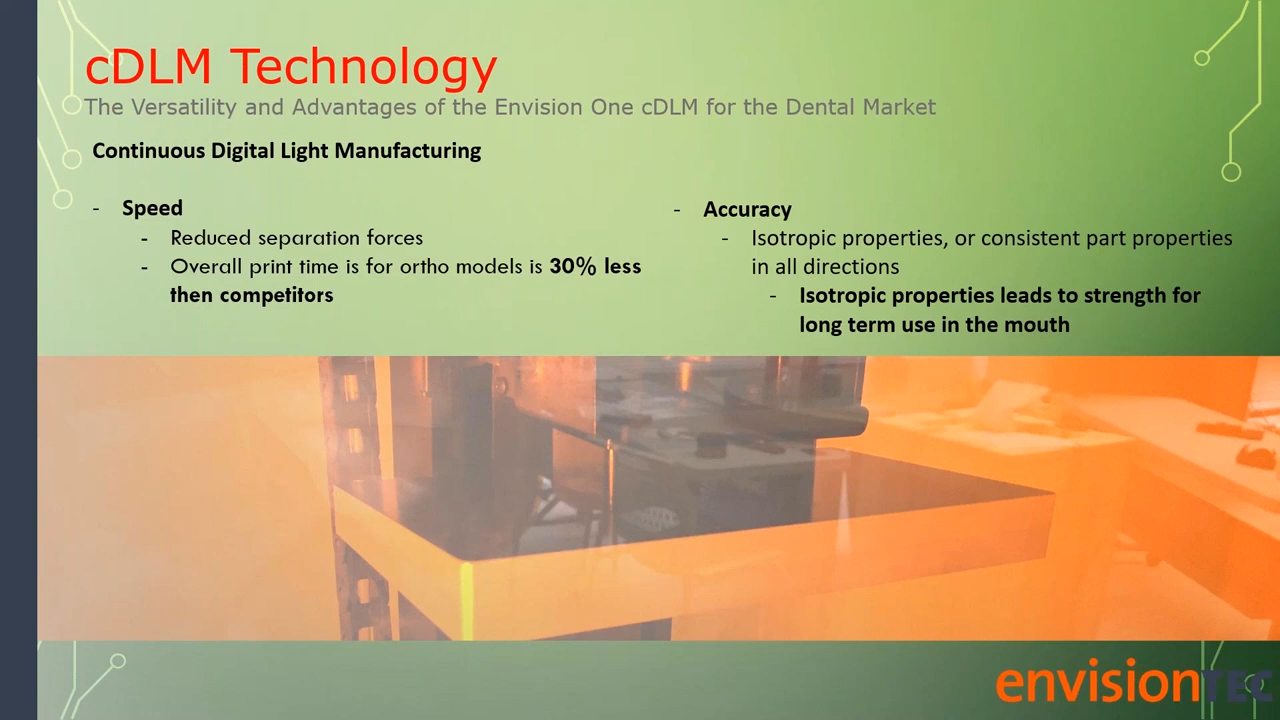 cDLM Technology
The Versatility and Advantages of the Envision One cDLM for the Dental Market
Continuous Digital Light Manufacturing
- Speed
- Reduced separation forces
- Overall print time is for ortho models is 30% less
then competitors
- Accuracy
- Isotropic properties, or consistent part properties
in all directions
- Isotropic properties leads to strength for
long term use in the mouth
envisionTEC